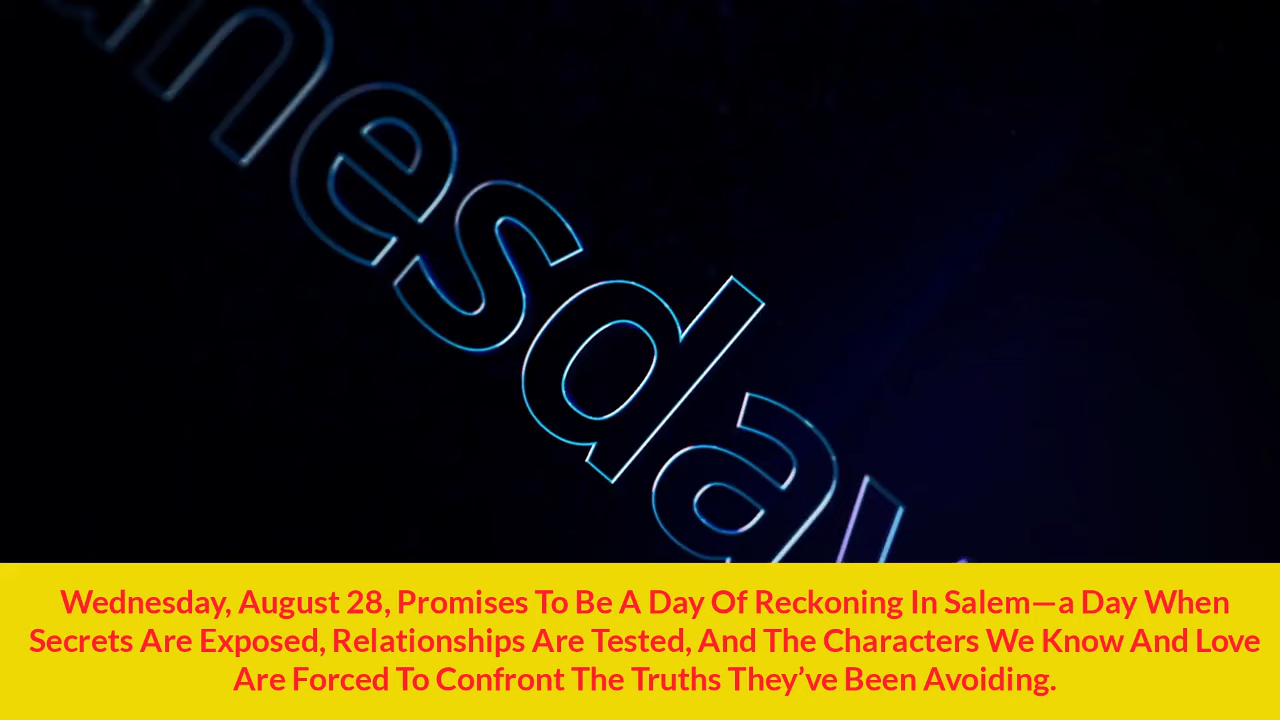 nesday
Wednesday, August 28, Promises To Be A Day Of Reckoning In Salem—a Day When
Secrets Are Exposed, Relationships Are Tested, And The Characters We Know And Love
Are Forced To Confront The Truths They’ve Been Avoiding.